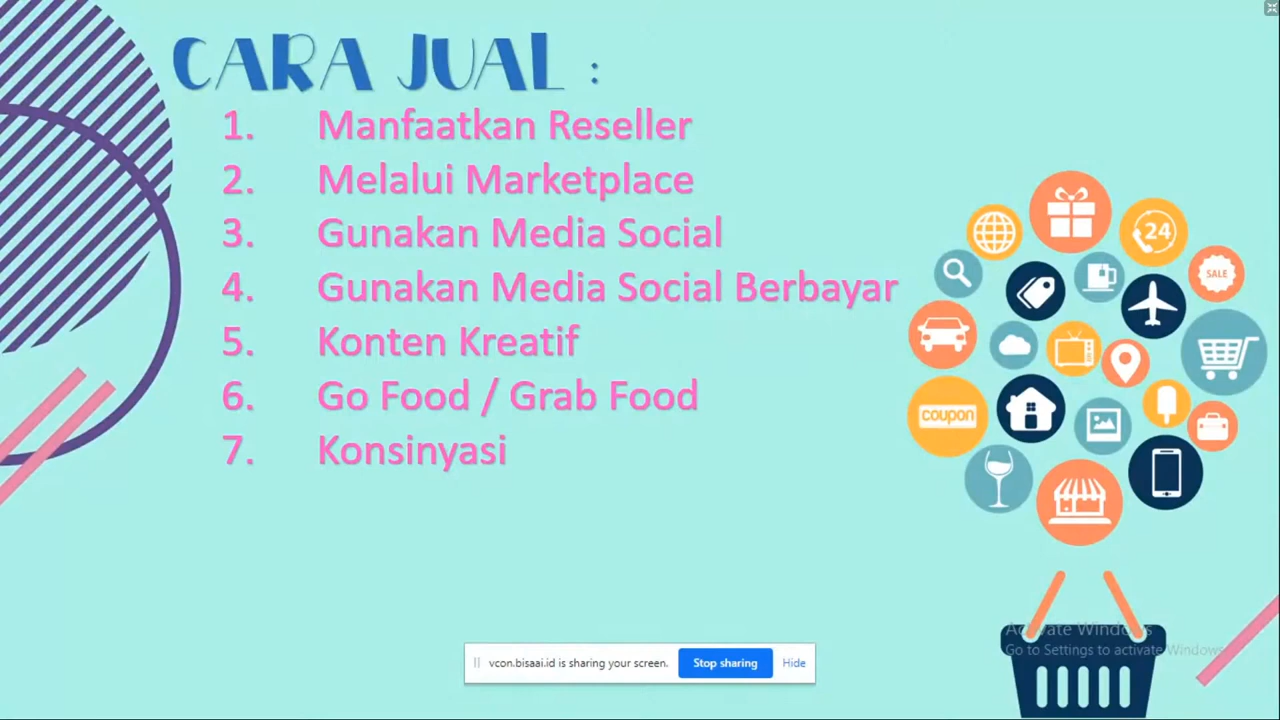 CARA JUAL :
1. Manfaatkan Reseller
2. Melalui Marketplace
3. Gunakan Media Social
4. Gunakan Media Social Berbayar
5. Konten Kreatif
6. Go Food / Grab Food
7. Konsinyasi
24
SALE
coupon
Activate Windows
Go to Settings to activate Windows.
vcon.bisaai.id is sharing your screen.
Stop sharing
Hide